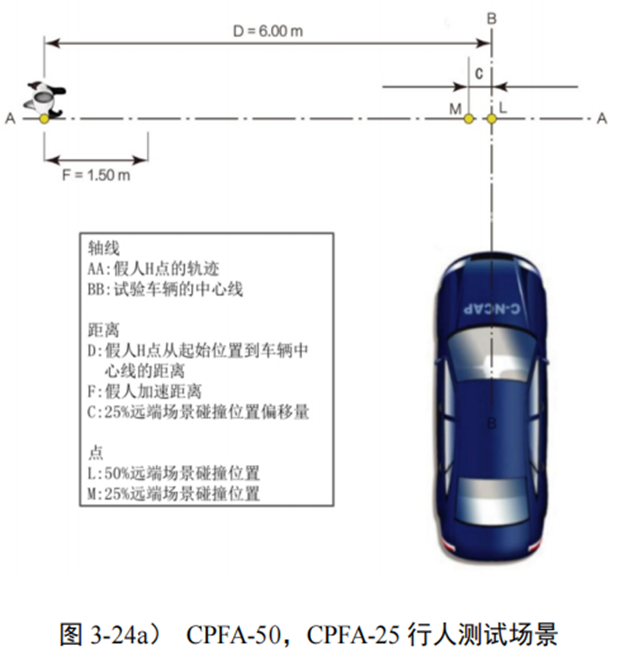 B
D = 6.00 m
C
M
L
A
A
F = 1.50 m
轴线
AA:假人H点的轨迹
BB:试验车辆的中心线
距离
D:假人H点从起始位置到车辆中
心线的距离
F:假人加速距离
C:25%远端场景碰撞位置偏移量
点
L:50%远端场景碰撞位置
M:25%远端场景碰撞位置
C-NCAP
B
图 3-24a） CPFA-50，CPFA-25 行人测试场景